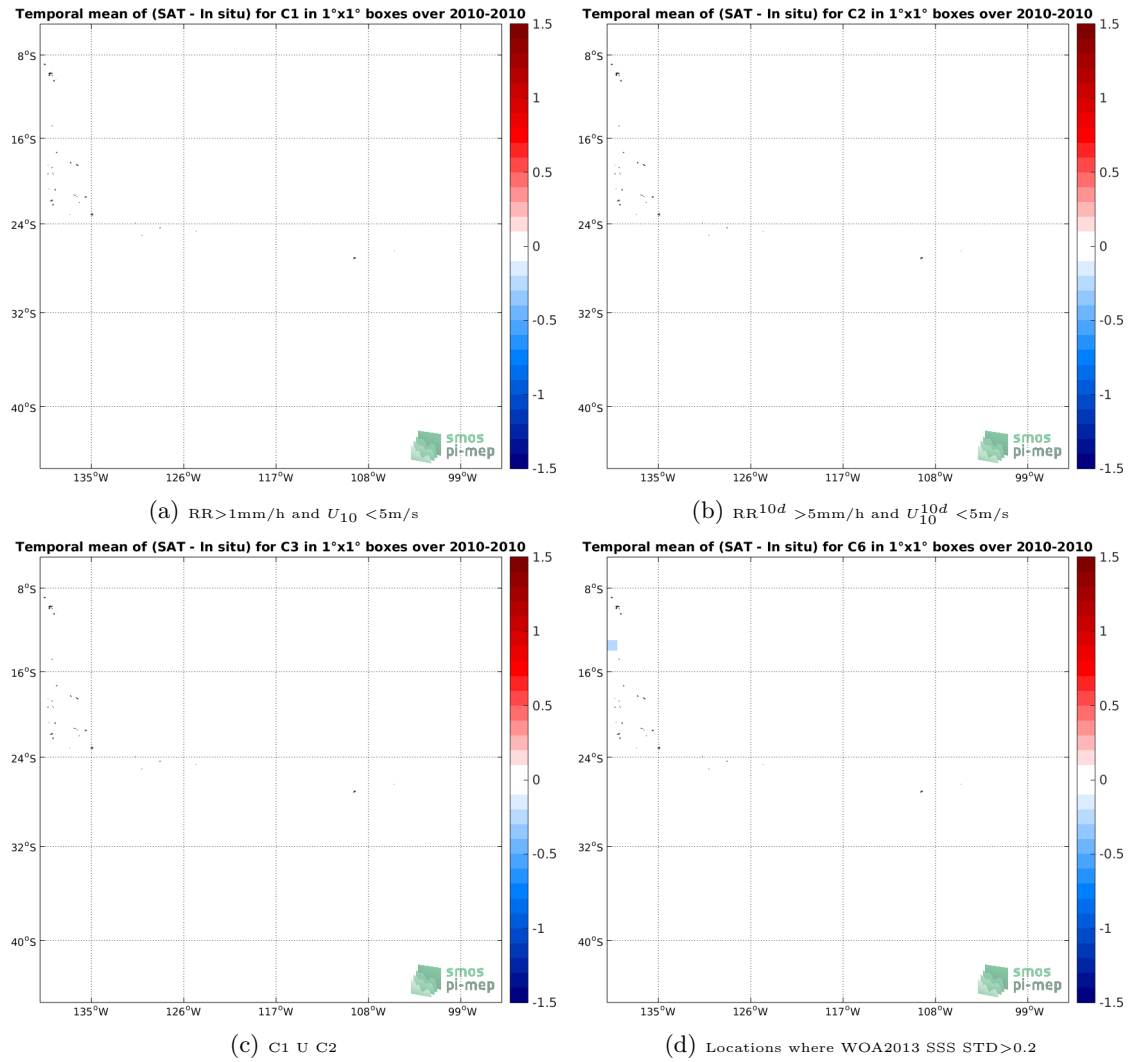 Temporal mean of (SAT - In situ) for C1 in 1°x1° boxes over 2010-2010
8°S
16°S
24°S
32°S
40°S
135°W 126°W 117°W 108°W 99°W
1.5
1
0.5
0
-0.5
-1
-1.5
smos
pi-mep
(a) RR>1mm/h and U10 <5m/s
Temporal mean of (SAT - In situ) for C2 in 1°x1° boxes over 2010-2010
8°S
16°S
24°S
32°S
40°S
135°W 126°W 117°W 108°W 99°W
1.5
1
0.5
0
-0.5
-1
-1.5
smos
pi-mep
(b) RR^10d >5mm/h and U10^10d <5m/s
Temporal mean of (SAT - In situ) for C3 in 1°x1° boxes over 2010-2010
8°S
16°S
24°S
32°S
40°S
135°W 126°W 117°W 108°W 99°W
1.5
1
0.5
0
-0.5
-1
-1.5
smos
pi-mep
(c) C1 U C2
Temporal mean of (SAT - In situ) for C6 in 1°x1° boxes over 2010-2010
8°S
16°S
24°S
32°S
40°S
135°W 126°W 117°W 108°W 99°W
1.5
1
0.5
0
-0.5
-1
-1.5
smos
pi-mep
(d) Locations where WOA2013 SSS STD>0.2